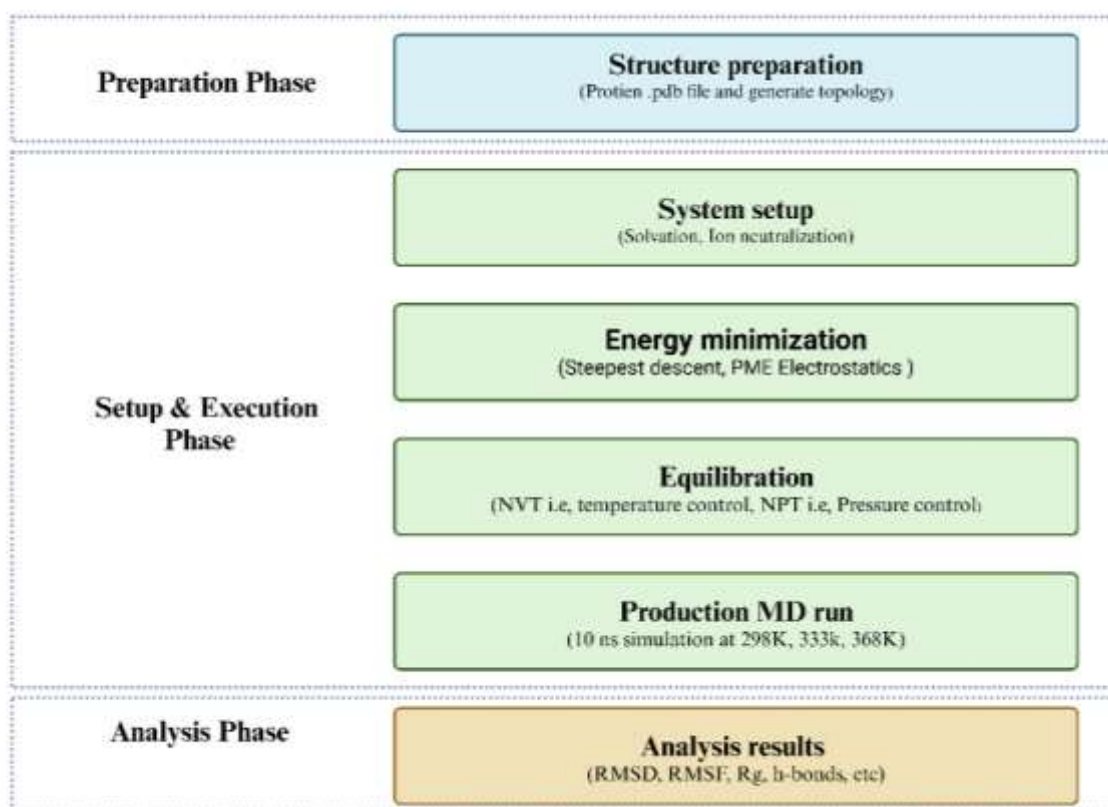 Preparation Phase
Structure preparation
(Protien .pdb file and generate topology)
System setup
(Solvation, Ion neutralization)
Energy minimization
(Steepest descent, PME Electrostatics )
Setup & Execution
Phase
Equilibration
(NVT i.e, temperature control, NPT i.e, Pressure control)
Production MD run
(10 ns simulation at 298K, 333k, 368K)
Analysis Phase
Analysis results
(RMSD, RMSF, Rg, h-bonds, etc)